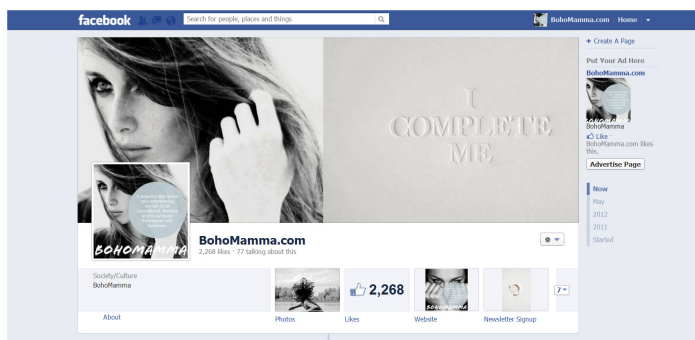 facebook
Search for people, places and things
BohoMamma.com
Home
+ Create A Page
Put Your Ad Here
BohoMamma.com
BohoMamma
Like ·
BohoMamma.com likes
this.
Advertise Page
Now
May
2012
2011
Started
I
COMPLETE
ME
BOHOMAMMA
BohoMamma.com
2,268 likes · 77 talking about this
Society/Culture
BohoMamma
About
Photos
2,268
Likes
BOHOMAMMA
Website
Newsletter Signup
7